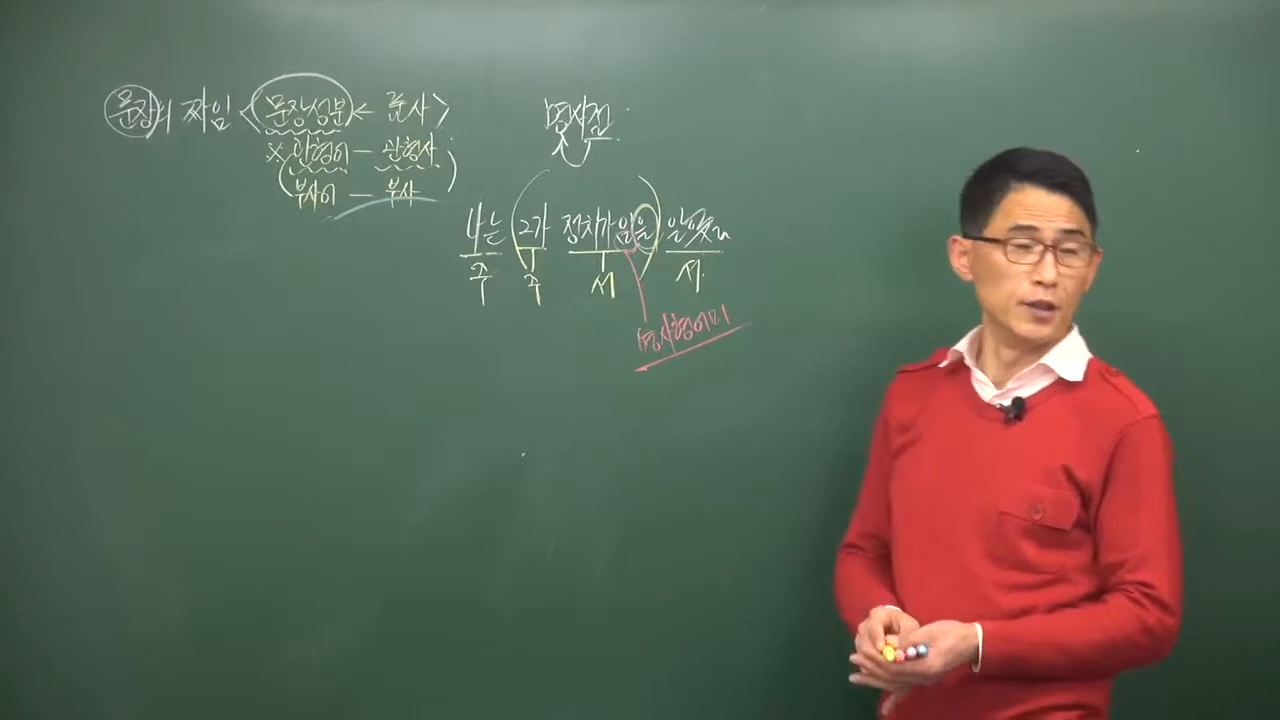 문장의 짜임 <문장성분 ← 품사>
※ 관형어 — 관형사
부사어 — 부사
명사절
나는 (그가 정치가임을) 알았다
주 주 서 서
명사형어미